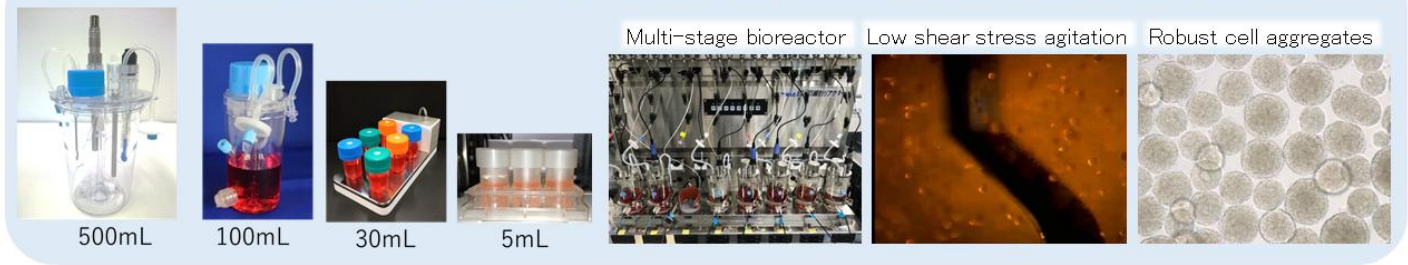 Multi-stage bioreactor
Low shear stress agitation
Robust cell aggregates
500mL
100mL
30mL
5mL